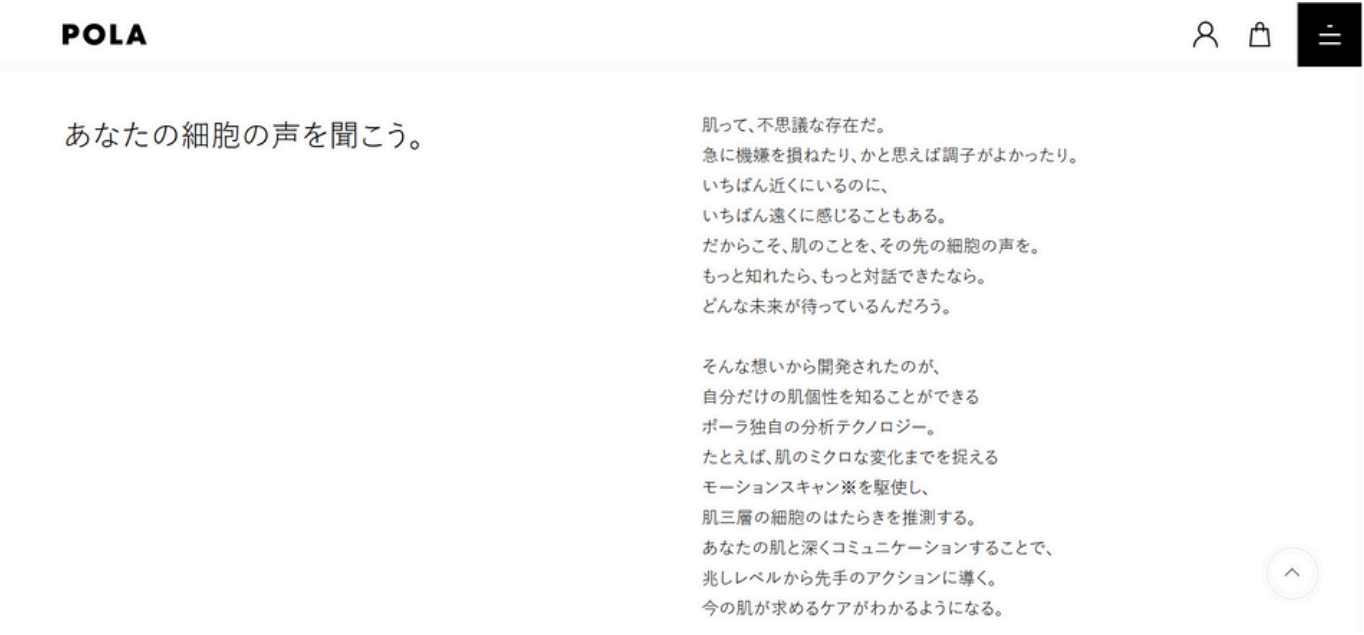 POLA
あなたの細胞の声を聞こう。
肌って、不思議な存在だ。
急に機嫌を損ねたり、かと思えば調子がよかったり。
いちばん近くにいるのに、
いちばん遠くに感じることもある。
だからこそ、肌のことを、その先の細胞の声を。
もっと知れたら、もっと対話できたなら。
どんな未来が待っているんだろう。
そんな想いから開発されたのが、
自分だけの肌個性を知ることができる
ポーラ独自の分析テクノロジー。
たとえば、肌のミクロな変化までを捉える
モーションスキャン※を駆使し、
肌三層の細胞のはたらきを推測する。
あなたの肌と深くコミュニケーションすることで、
兆しレベルから先手のアクションに導く。
今の肌が求めるケアがわかるようになる。